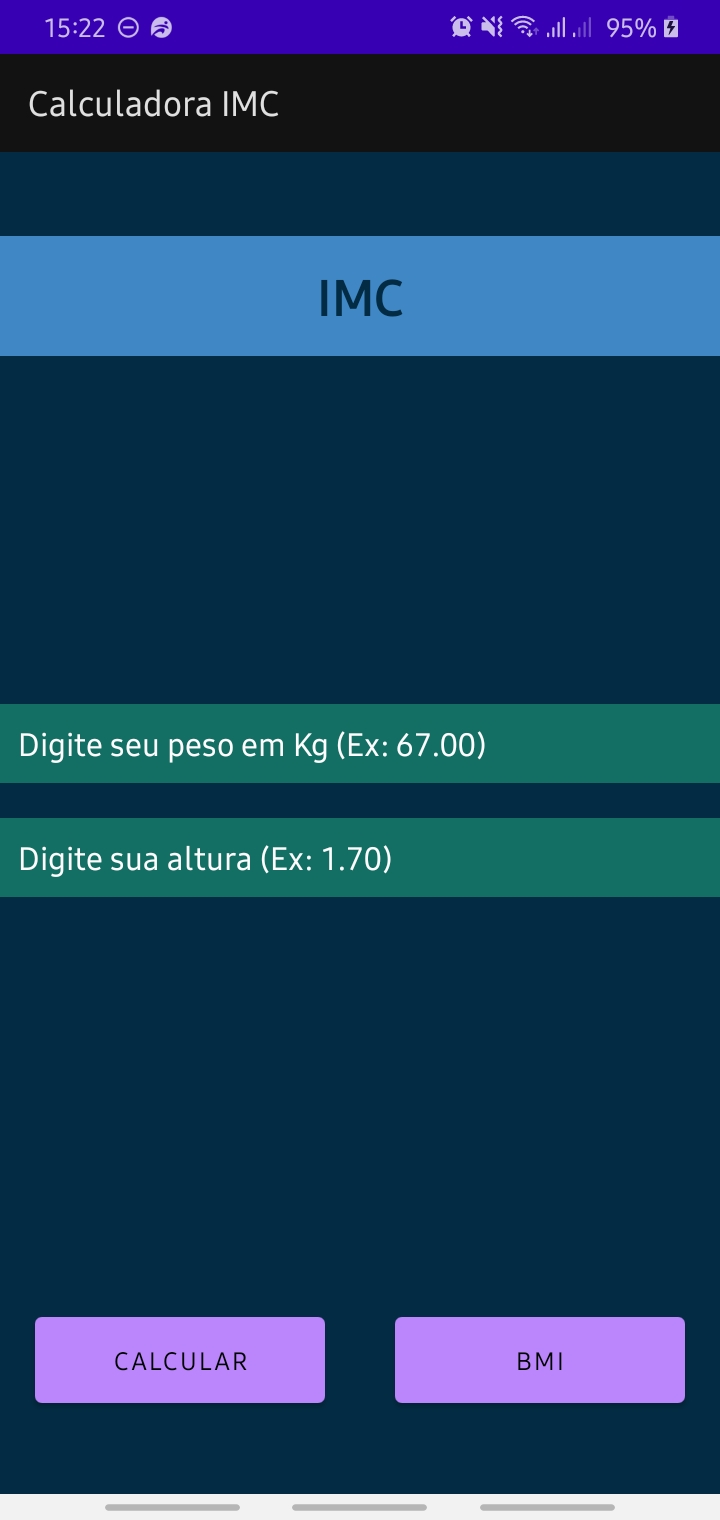 15:22 95%
Calculadora IMC
IMC
Digite seu peso em Kg (Ex: 67.00)
Digite sua altura (Ex: 1.70)
CALCULAR
BMI